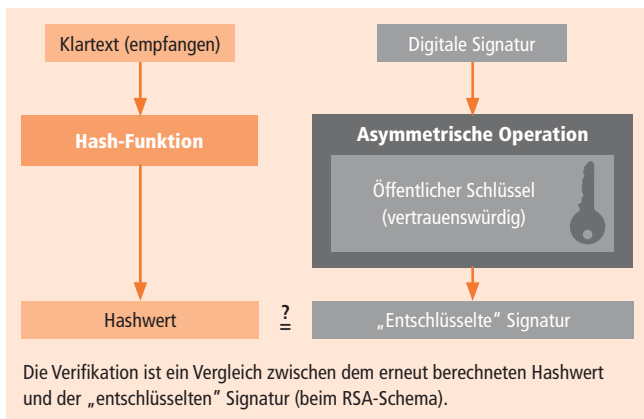 Klartext (empfangen)
Digitale Signatur
Hash-Funktion
Asymmetrische Operation
Öffentlicher Schlüssel
(vertrauenswürdig)
Hashwert
?
=
„Entschlüsselte“ Signatur
Die Verifikation ist ein Vergleich zwischen dem erneut berechneten Hashwert
und der „entschlüsselten” Signatur (beim RSA-Schema).